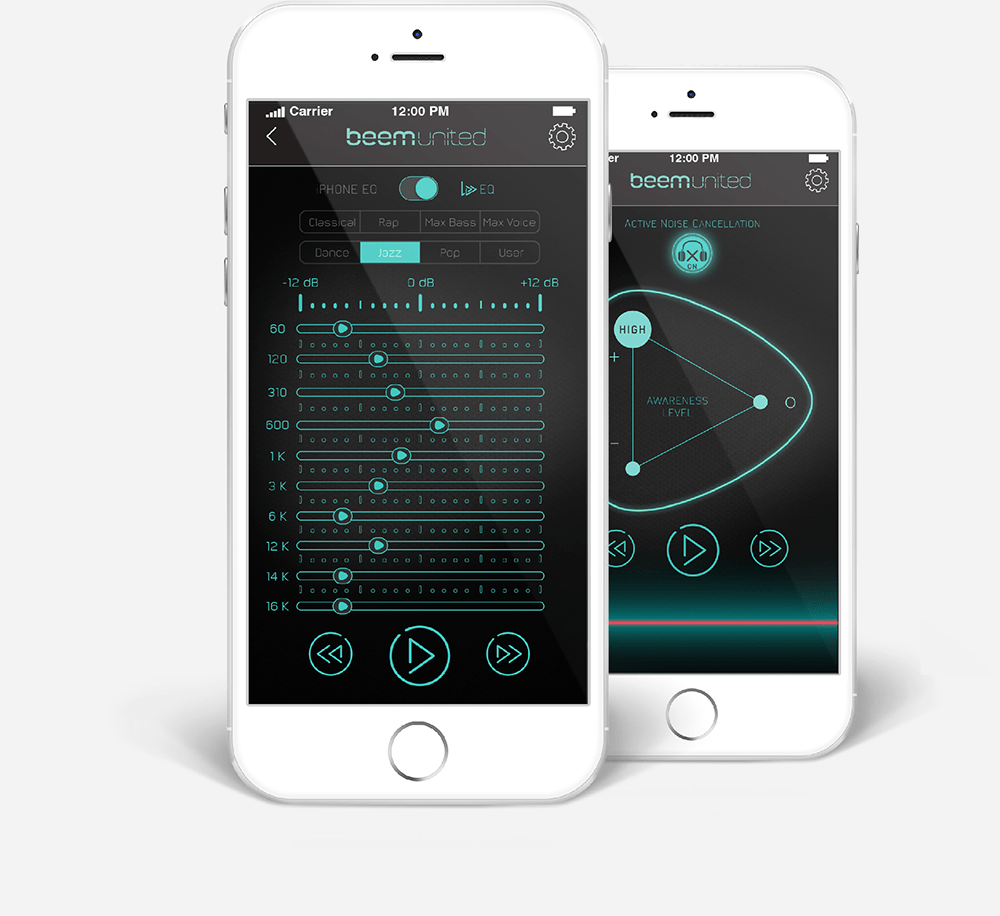 Carrier 12:00 PM
beemunited
IPHONE EQ EQ
Classical Rap Max Bass Max Voice
Dance Jazz Pop User
-12 dB 0 dB +12 dB
60
120
310
600
1 K
3 K
6 K
12 K
14 K
16 K
er 12:00 PM
beemunited
ACTIVE NOISE CANCELLATION
ON
HIGH
+
AWARENESS
LEVEL
O
−